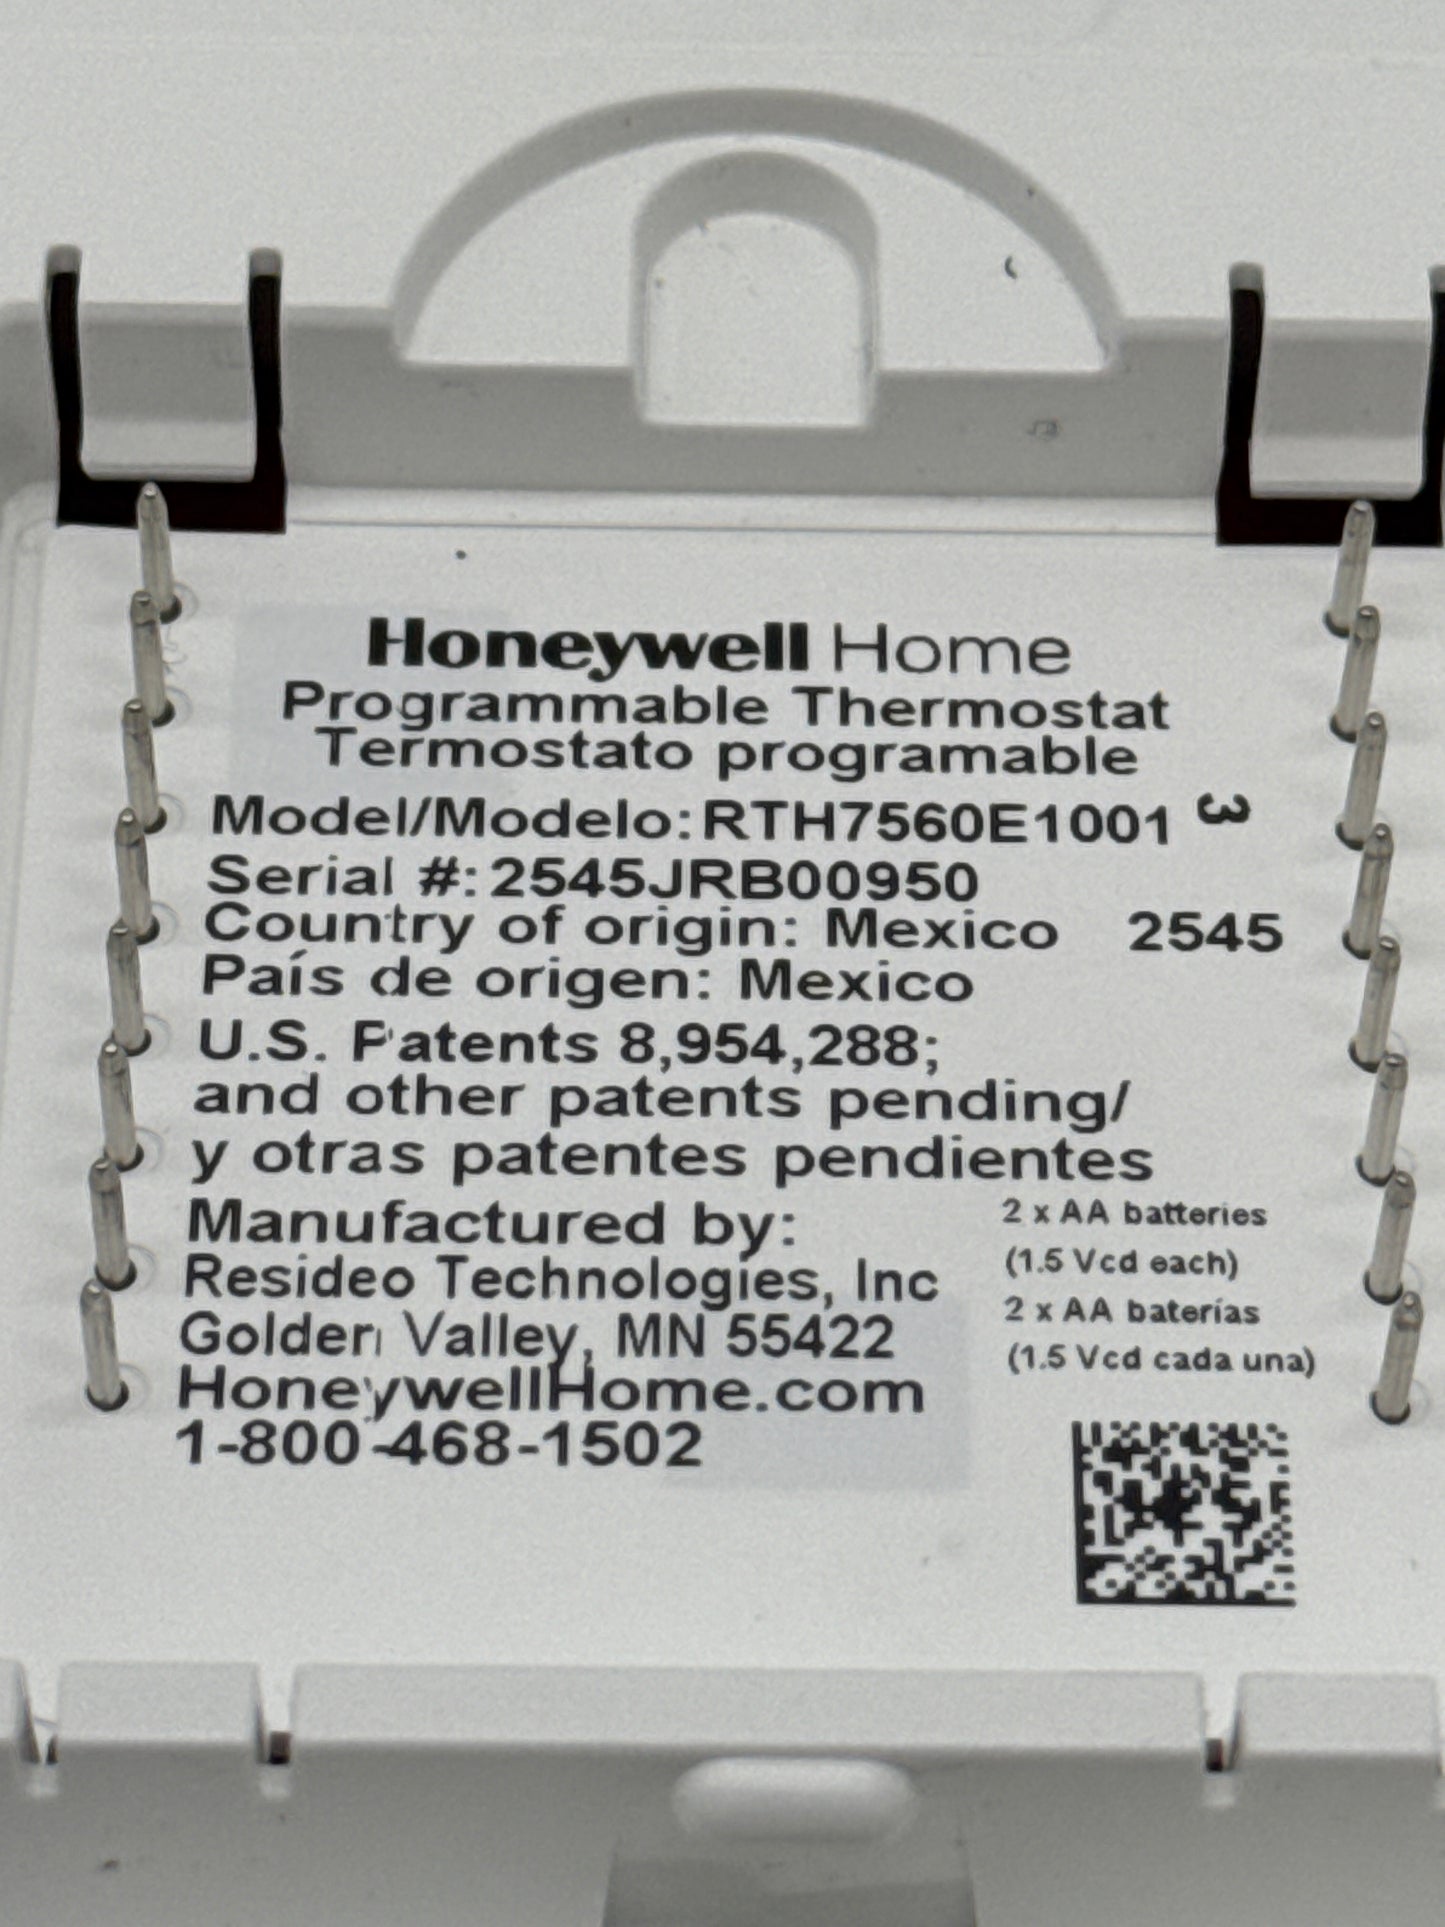 Honeywell Home
Programmable Thermostat
Termostato programable
Model/Modelo: RTH7560E1001 3
Serial #: 2545JRB00950
Country of origin: Mexico 2545
País de origen: Mexico
U.S. Patents 8,954,288;
and other patents pending/
y otras patentes pendientes
Manufactured by:
Resideo Technologies, Inc
Golden Valley, MN 55422
HoneywellHome.com
1-800-468-1502
2 x AA batteries
(1.5 Vcd each)
2 x AA baterías
(1.5 Vcd cada una)